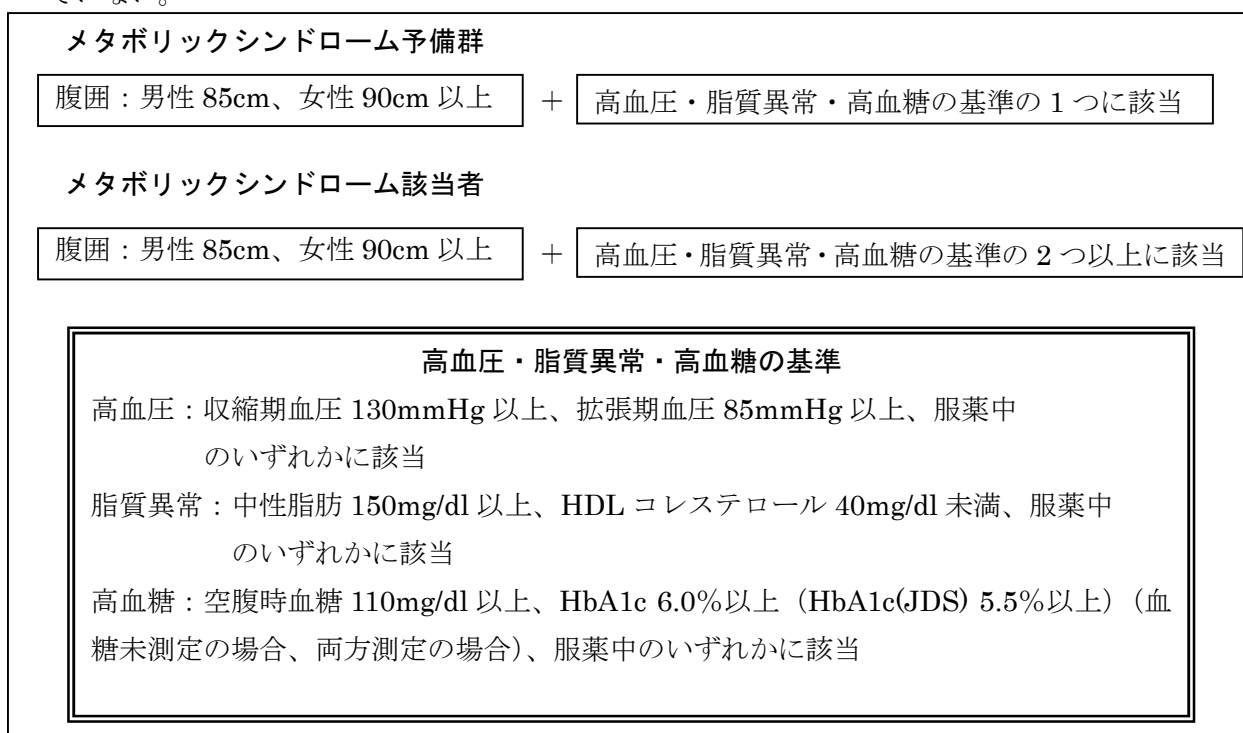 ていない。
メタボリックシンドローム予備群
腹囲：男性 85cm、女性 90cm 以上 ＋ 高血圧・脂質異常・高血糖の基準の 1 つに該当
メタボリックシンドローム該当者
腹囲：男性 85cm、女性 90cm 以上 ＋ 高血圧・脂質異常・高血糖の基準の 2 つ以上に該当
高血圧・脂質異常・高血糖の基準
高血圧：収縮期血圧 130mmHg 以上、拡張期血圧 85mmHg 以上、服薬中
のいずれかに該当
脂質異常：中性脂肪 150mg/dl 以上、HDL コレステロール 40mg/dl 未満、服薬中
のいずれかに該当
高血糖：空腹時血糖 110mg/dl 以上、HbA1c 6.0%以上（HbA1c(JDS) 5.5%以上）（血
糖未測定の場合、両方測定の場合）、服薬中のいずれかに該当